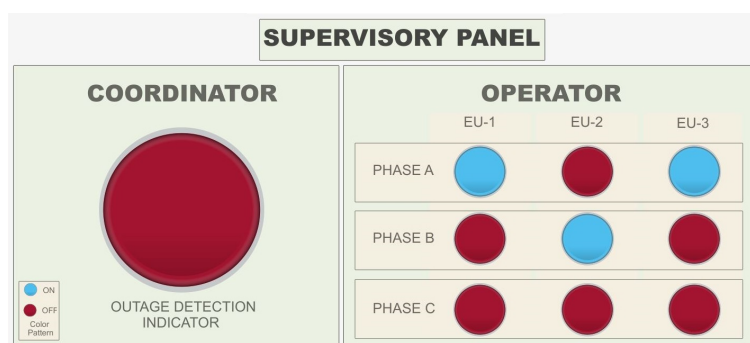 SUPERVISORY PANEL
COORDINATOR
OUTAGE DETECTION
INDICATOR
ON
OFF
Color
Pattern
OPERATOR
EU-1 EU-2 EU-3
PHASE A
PHASE B
PHASE C